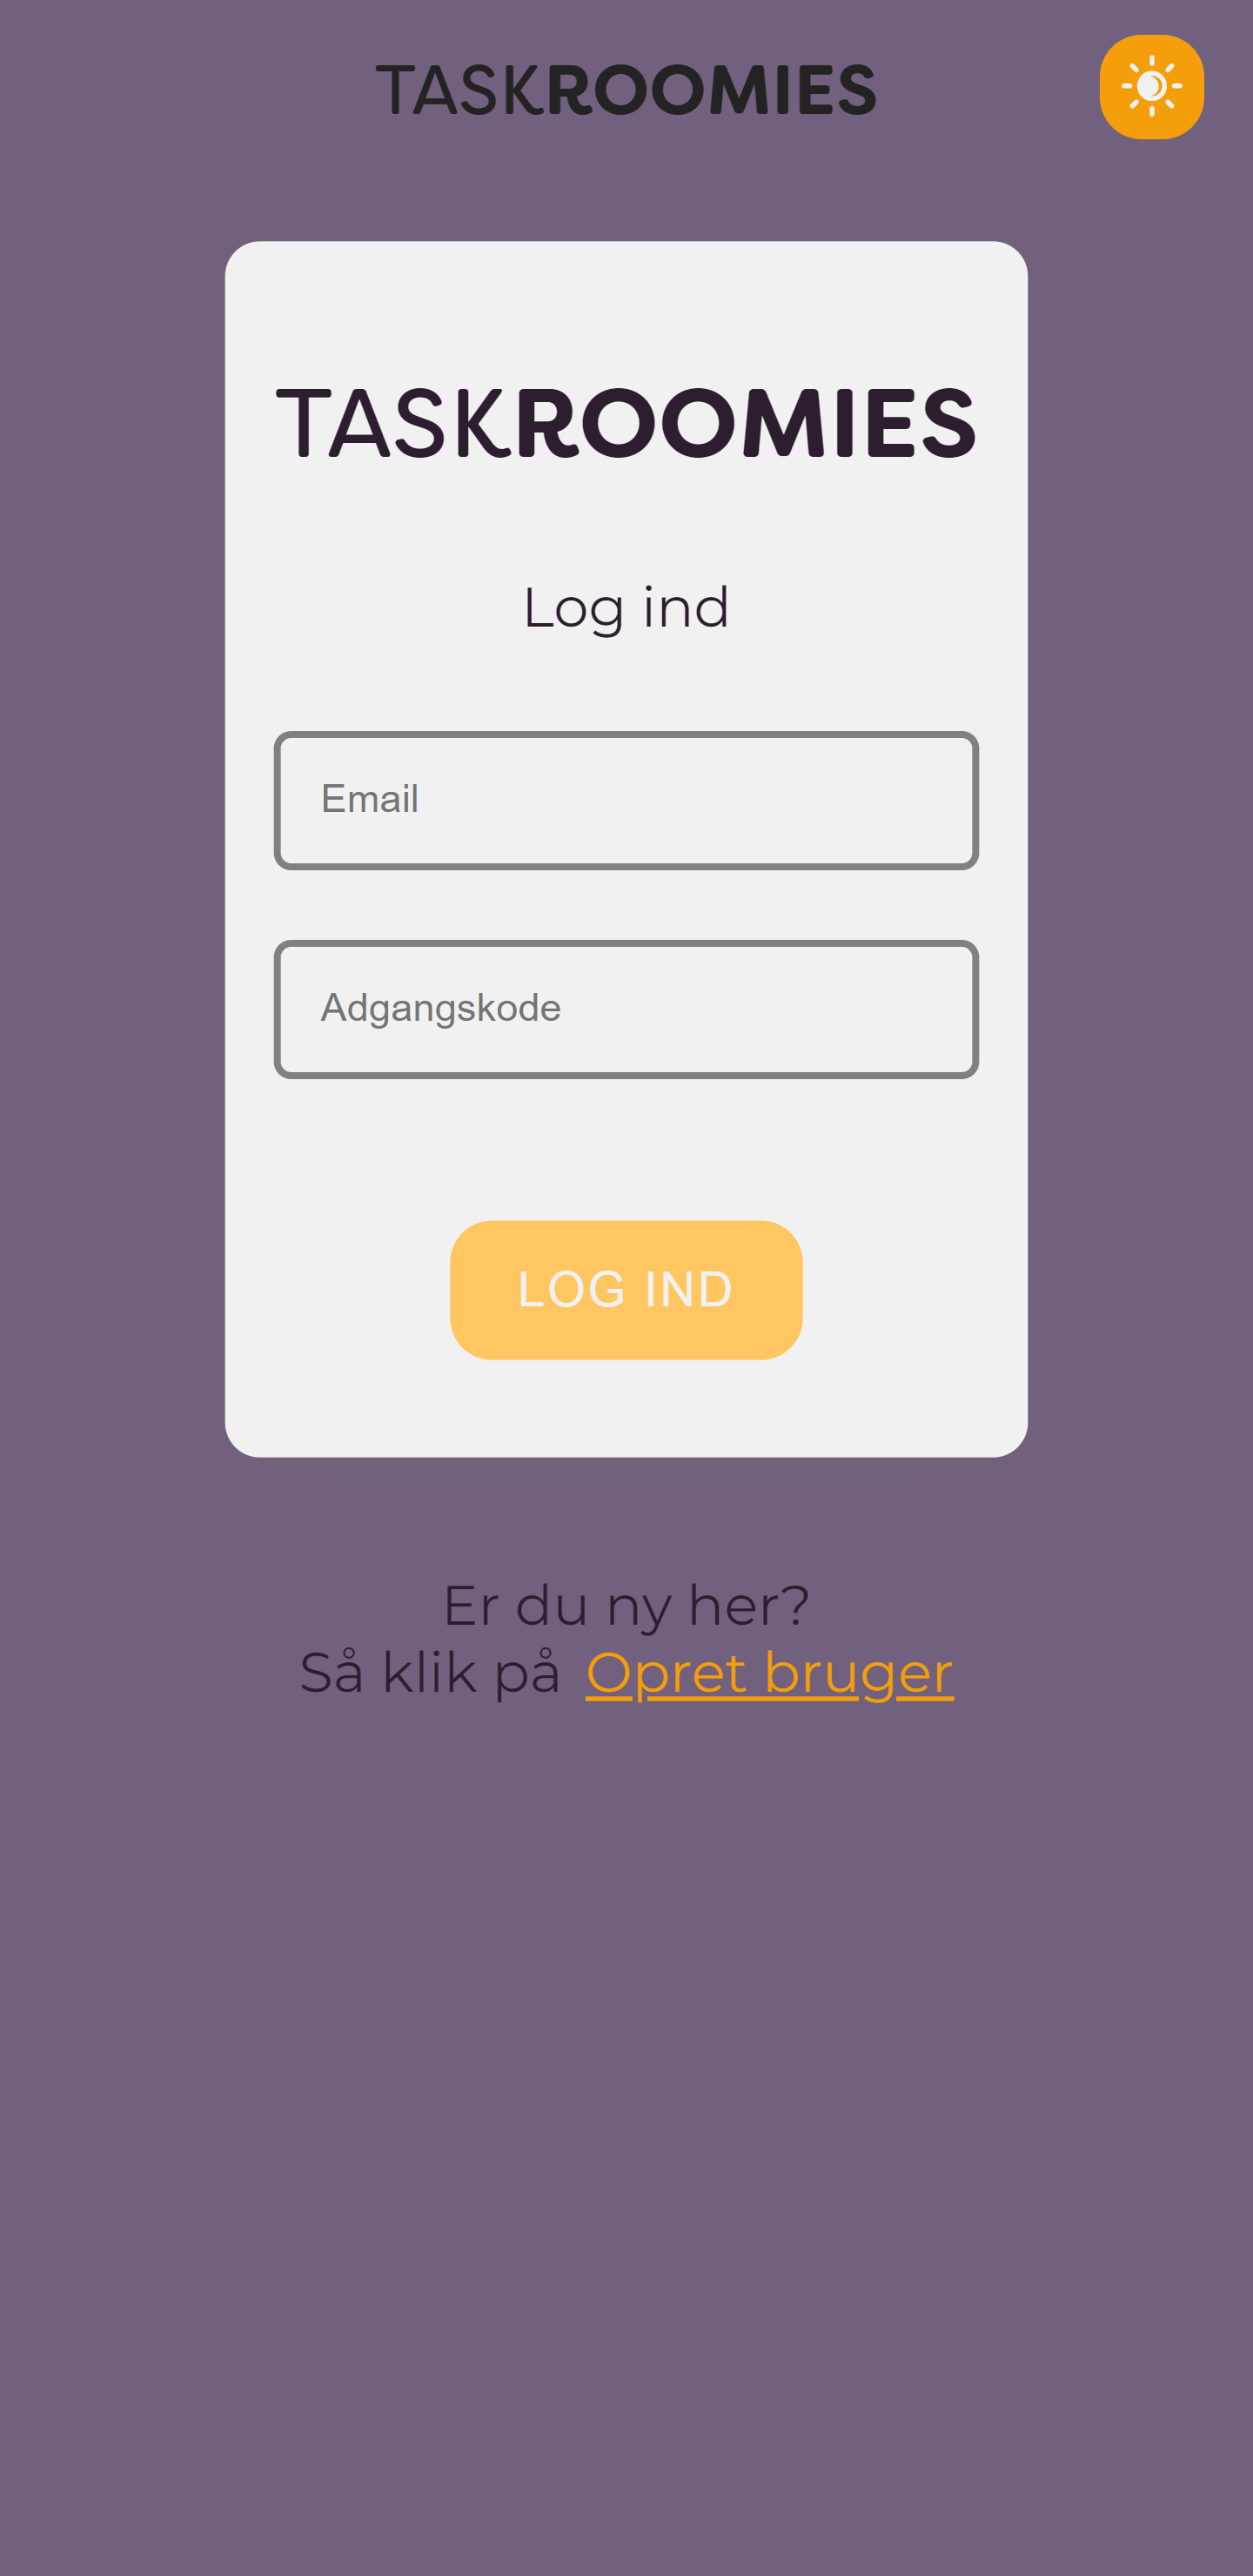 TASKROOMIES
TASKROOMIES
Log ind
Email
Adgangskode
LOG IND
Er du ny her?
Så klik på Opret bruger